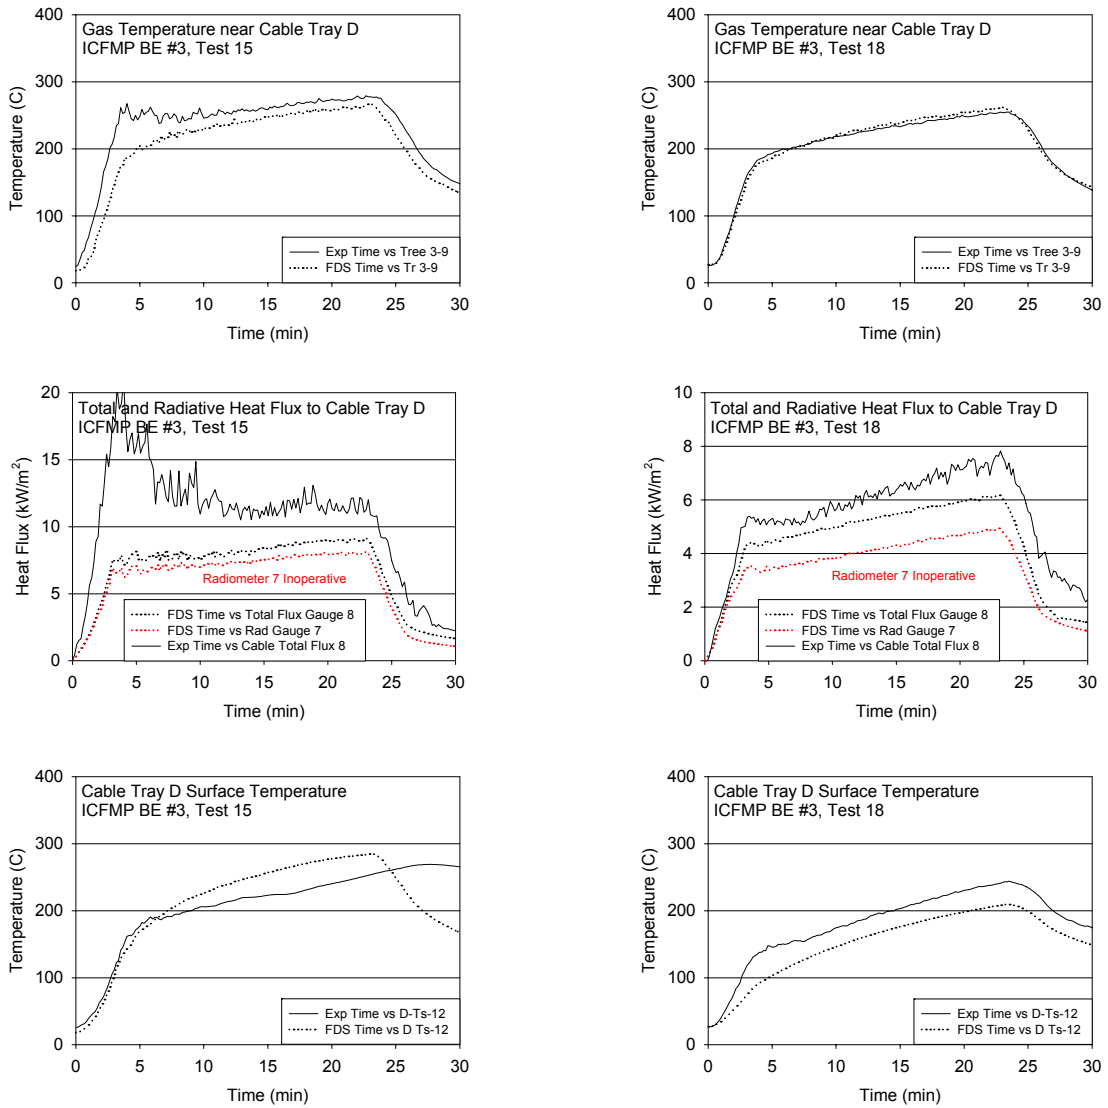 Gas Temperature near Cable Tray D
ICFMP BE #3, Test 15
Temperature (C)
400
300
200
100
0
Exp Time vs Tree 3-9
FDS Time vs Tr 3-9
0 5 10 15 20 25 30
Time (min)
Gas Temperature near Cable Tray D
ICFMP BE #3, Test 18
Temperature (C)
400
300
200
100
0
Exp Time vs Tree 3-9
FDS Time vs Tr 3-9
0 5 10 15 20 25 30
Time (min)
Total and Radiative Heat Flux to Cable Tray D
ICFMP BE #3, Test 15
Heat Flux (kW/m²)
20
15
10
5
0
Radiometer 7 Inoperative
FDS Time vs Total Flux Gauge 8
FDS Time vs Rad Gauge 7
Exp Time vs Cable Total Flux 8
0 5 10 15 20 25 30
Time (min)
Total and Radiative Heat Flux to Cable Tray D
ICFMP BE #3, Test 18
Heat Flux (kW/m²)
10
8
6
4
2
0
Radiometer 7 Inoperative
FDS Time vs Total Flux Gauge 8
FDS Time vs Rad Gauge 7
Exp Time vs Cable Total Flux 8
0 5 10 15 20 25 30
Time (min)
Cable Tray D Surface Temperature
ICFMP BE #3, Test 15
Temperature (C)
400
300
200
100
0
Exp Time vs D-Ts-12
FDS Time vs D Ts-12
0 5 10 15 20 25 30
Time (min)
Cable Tray D Surface Temperature
ICFMP BE #3, Test 18
Temperature (C)
400
300
200
100
0
Exp Time vs D-Ts-12
FDS Time vs D Ts-12
0 5 10 15 20 25 30
Time (min)